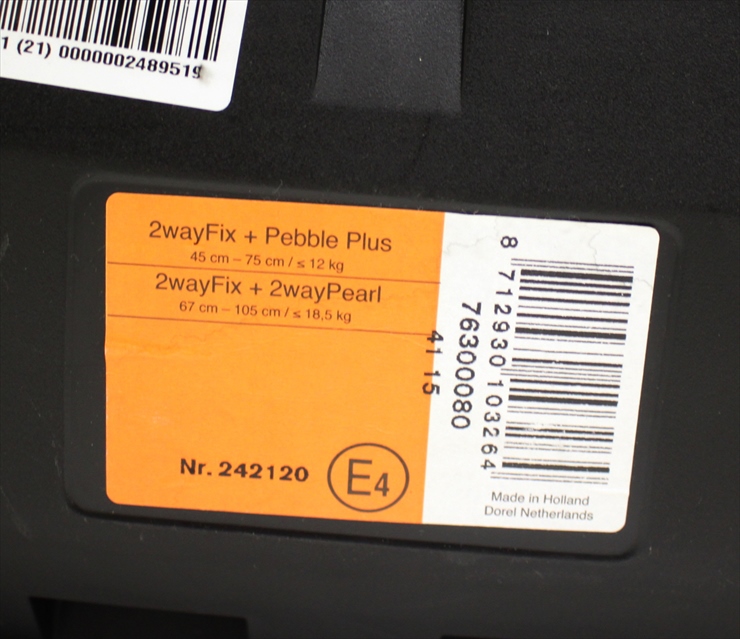 1 (21) 0000002489519
2wayFix + Pebble Plus
45 cm – 75 cm / ≤ 12 kg
2wayFix + 2wayPearl
67 cm – 105 cm / ≤ 18,5 kg
Nr. 242120
E4
41 15
76300080
8 712930 103264
Made in Holland
Dorel Netherlands